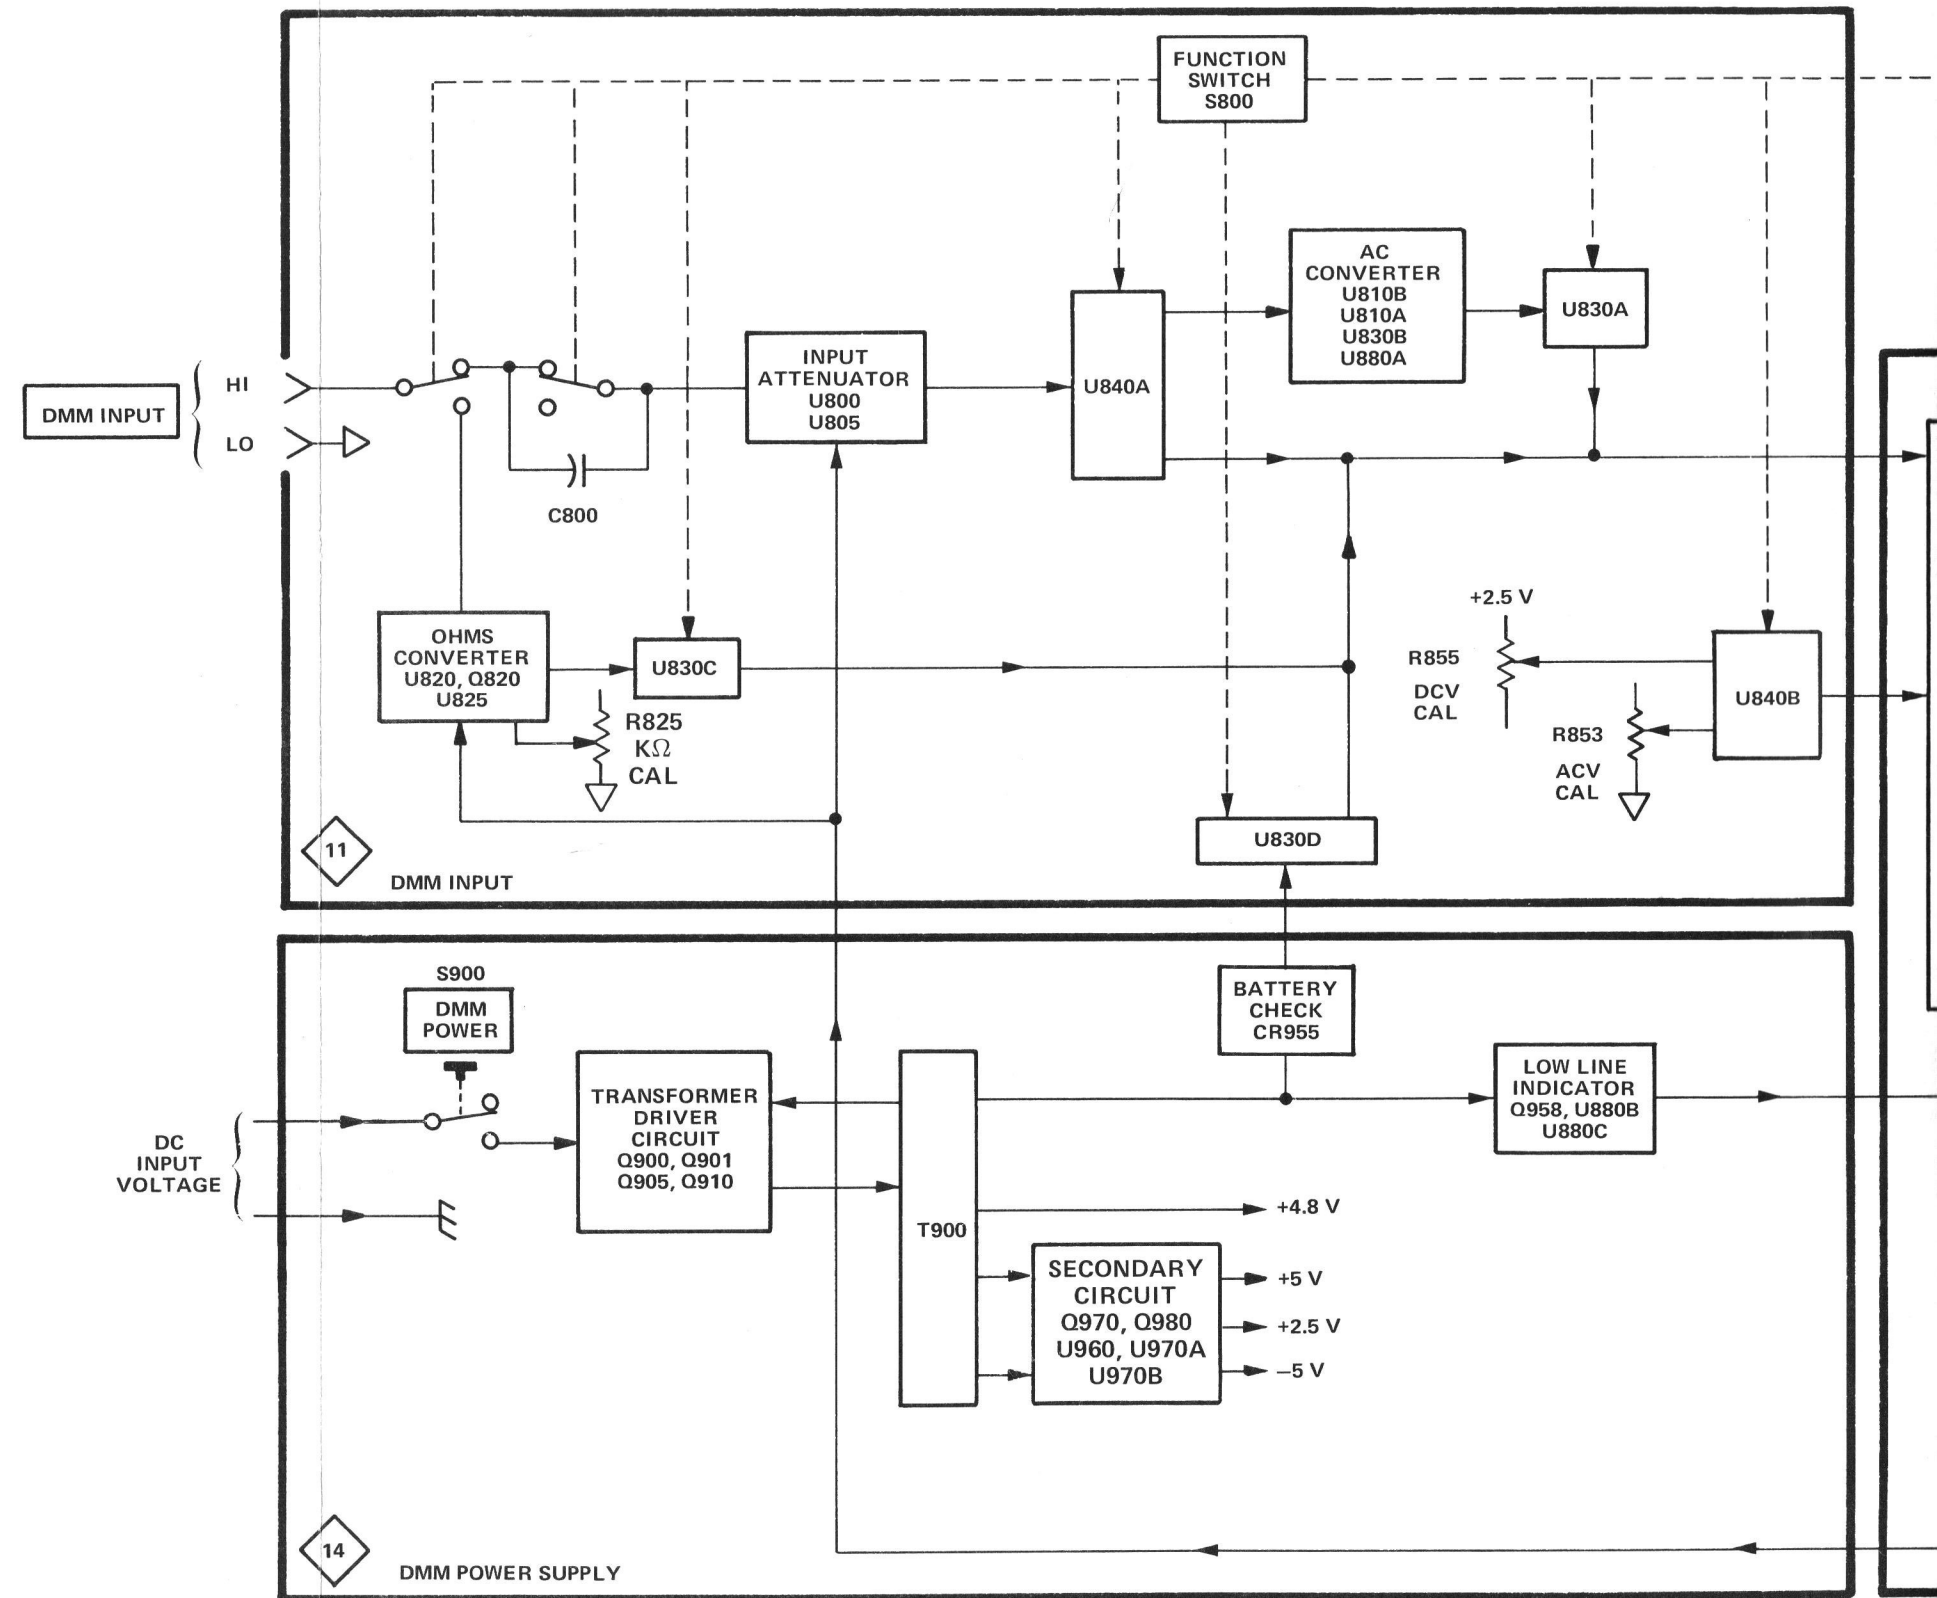 FUNCTION
SWITCH
S800
AC
CONVERTER
U810B
U810A
U830B
U880A
U830A
INPUT
ATTENUATOR
U800
U805
U840A
DMM INPUT
HI
LO
C800
OHMS
CONVERTER
U820, Q820
U825
U830C
R825
KΩ
CAL
+2.5 V
R855
DCV
CAL
R853
ACV
CAL
U840B
U830D
11
DMM INPUT
S900
DMM
POWER
DC
INPUT
VOLTAGE
TRANSFORMER
DRIVER
CIRCUIT
Q900, Q901
Q905, Q910
T900
BATTERY
CHECK
CR955
LOW LINE
INDICATOR
Q958, U880B
U880C
+4.8 V
SECONDARY
CIRCUIT
Q970, Q980
U960, U970A
U970B
+5 V
+2.5 V
−5 V
14
DMM POWER SUPPLY